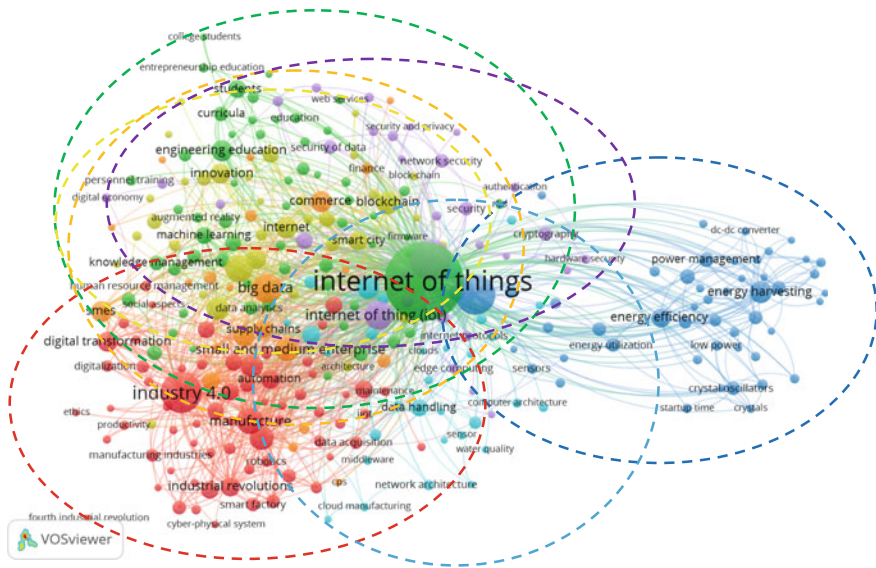 college students
entrepreneurship education
students
web services
curricula
education
security and privacy
engineering education
security of data
network security
finance
block-chain
innovation
personnel training
authentication
digital economy
commerce
blockchain
security
augmented reality
internet
firmware
cryptography
dc-dc converter
machine learning
smart city
hardware security
power management
knowledge management
internet of things
human resource management
big data
energy harvesting
social aspects
data analytics
smes
internet of thing (iot)
energy efficiency
supply chains
internet protocols
digital transformation
small and medium enterprise
clouds
energy utilization
low power
digitalization
architecture
edge computing
sensors
automation
industry 4.0
maintenance
crystal oscillators
ethics
iiot
data handling
computer architecture
startup time
crystals
productivity
manufacture
sensor
data acquisition
water quality
manufacturing industries
robotics
middleware
industrial revolutions
cps
network architecture
smart factory
cloud manufacturing
fourth industrial revolution
cyber-physical system
VOSviewer